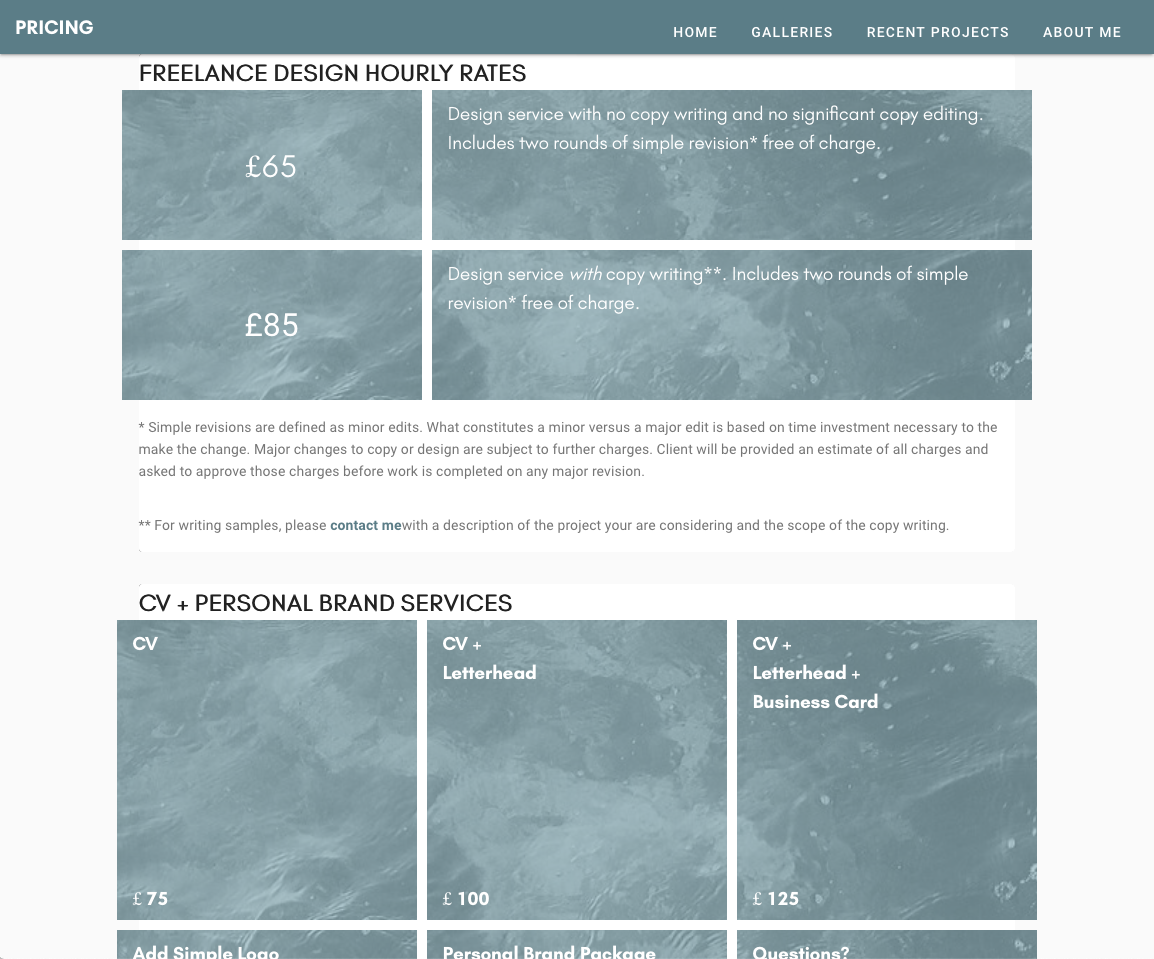 PRICING
HOME GALLERIES RECENT PROJECTS ABOUT ME
FREELANCE DESIGN HOURLY RATES
£65
Design service with no copy writing and no significant copy editing.
Includes two rounds of simple revision* free of charge.
£85
Design service with copy writing**. Includes two rounds of simple
revision* free of charge.
* Simple revisions are defined as minor edits. What constitutes a minor versus a major edit is based on time investment necessary to the
make the change. Major changes to copy or design are subject to further charges. Client will be provided an estimate of all charges and
asked to approve those charges before work is completed on any major revision.
** For writing samples, please contact mewith a description of the project your are considering and the scope of the copy writing.
CV + PERSONAL BRAND SERVICES
CV
£ 75
CV +
Letterhead
£ 100
CV +
Letterhead +
Business Card
£ 125
Add Simple Logo
Personal Brand Package
Questions?